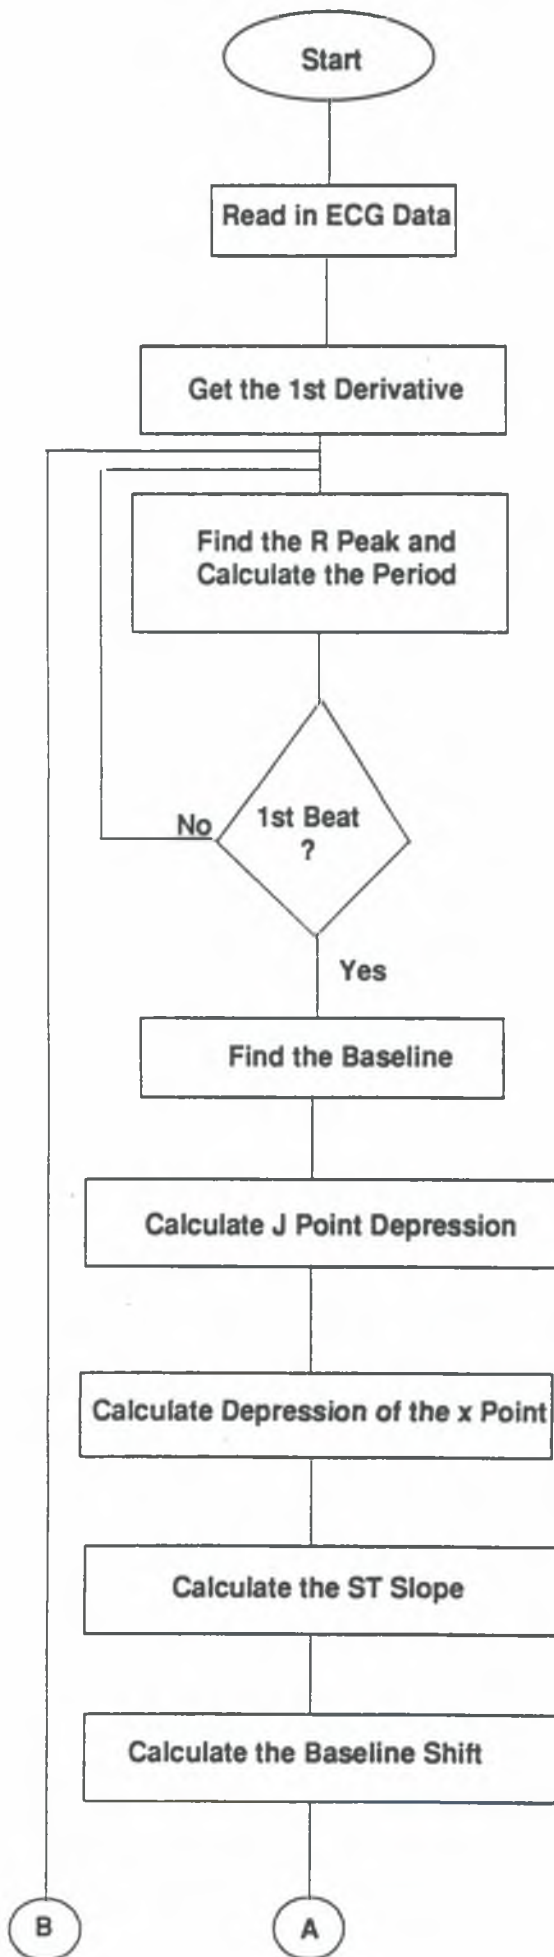 Start
Read in ECG Data
Get the 1st Derivative
Find the R Peak and
Calculate the Period
No
1st Beat
?
Yes
Find the Baseline
Calculate J Point Depression
Calculate Depression of the x Point
Calculate the ST Slope
Calculate the Baseline Shift
B
A